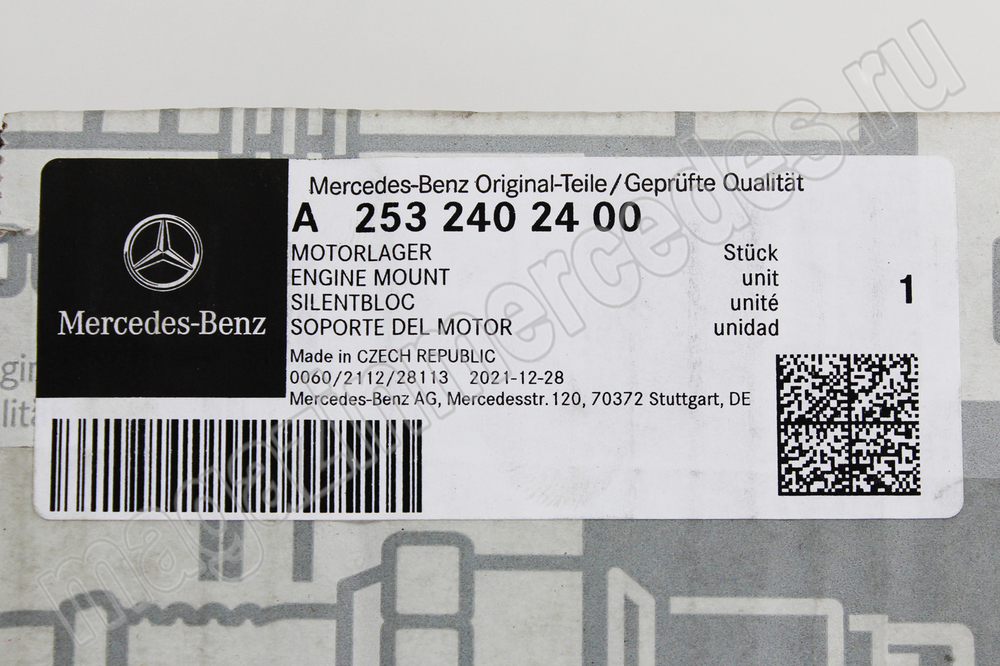 Mercedes-Benz Original-Teile/Geprüfte Qualität
A 253 240 24 00
MOTORLAGER Stück
ENGINE MOUNT unit
SILENTBLOC unité 1
SOPORTE DEL MOTOR unidad
Mercedes-Benz
Made in CZECH REPUBLIC
0060/2112/28113 2021-12-28
Mercedes-Benz AG, Mercedesstr. 120, 70372 Stuttgart, DE
magazinmercedes.ru